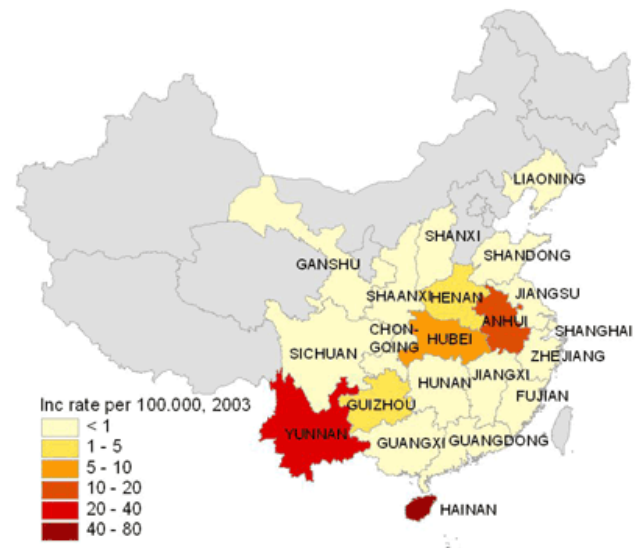 LIAONING
SHANXI
SHANDONG
GANSHU
SHAANXI
HENAN
JIANGSU
ANHUI
CHON-
GOING
HUBEI
SHANGHAI
SICHUAN
ZHEJIANG
HUNAN
JIANGXI
FUJIAN
GUIZHOU
YUNNAN
GUANGXI
GUANGDONG
HAINAN
Inc rate per 100.000, 2003
< 1
1 - 5
5 - 10
10 - 20
20 - 40
40 - 80